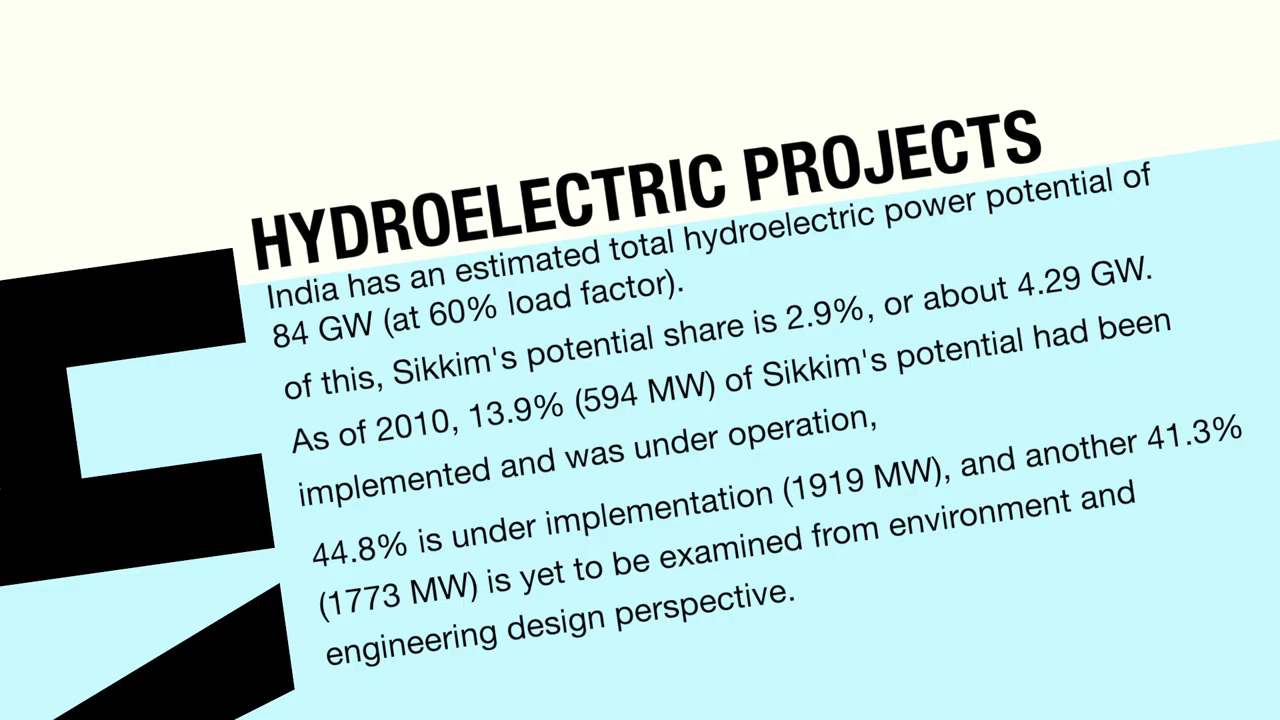 HYDROELECTRIC PROJECTS
India has an estimated total hydroelectric power potential of
84 GW (at 60% load factor).
of this, Sikkim's potential share is 2.9%, or about 4.29 GW.
As of 2010, 13.9% (594 MW) of Sikkim's potential had been
implemented and was under operation,
44.8% is under implementation (1919 MW), and another 41.3%
(1773 MW) is yet to be examined from environment and
engineering design perspective.